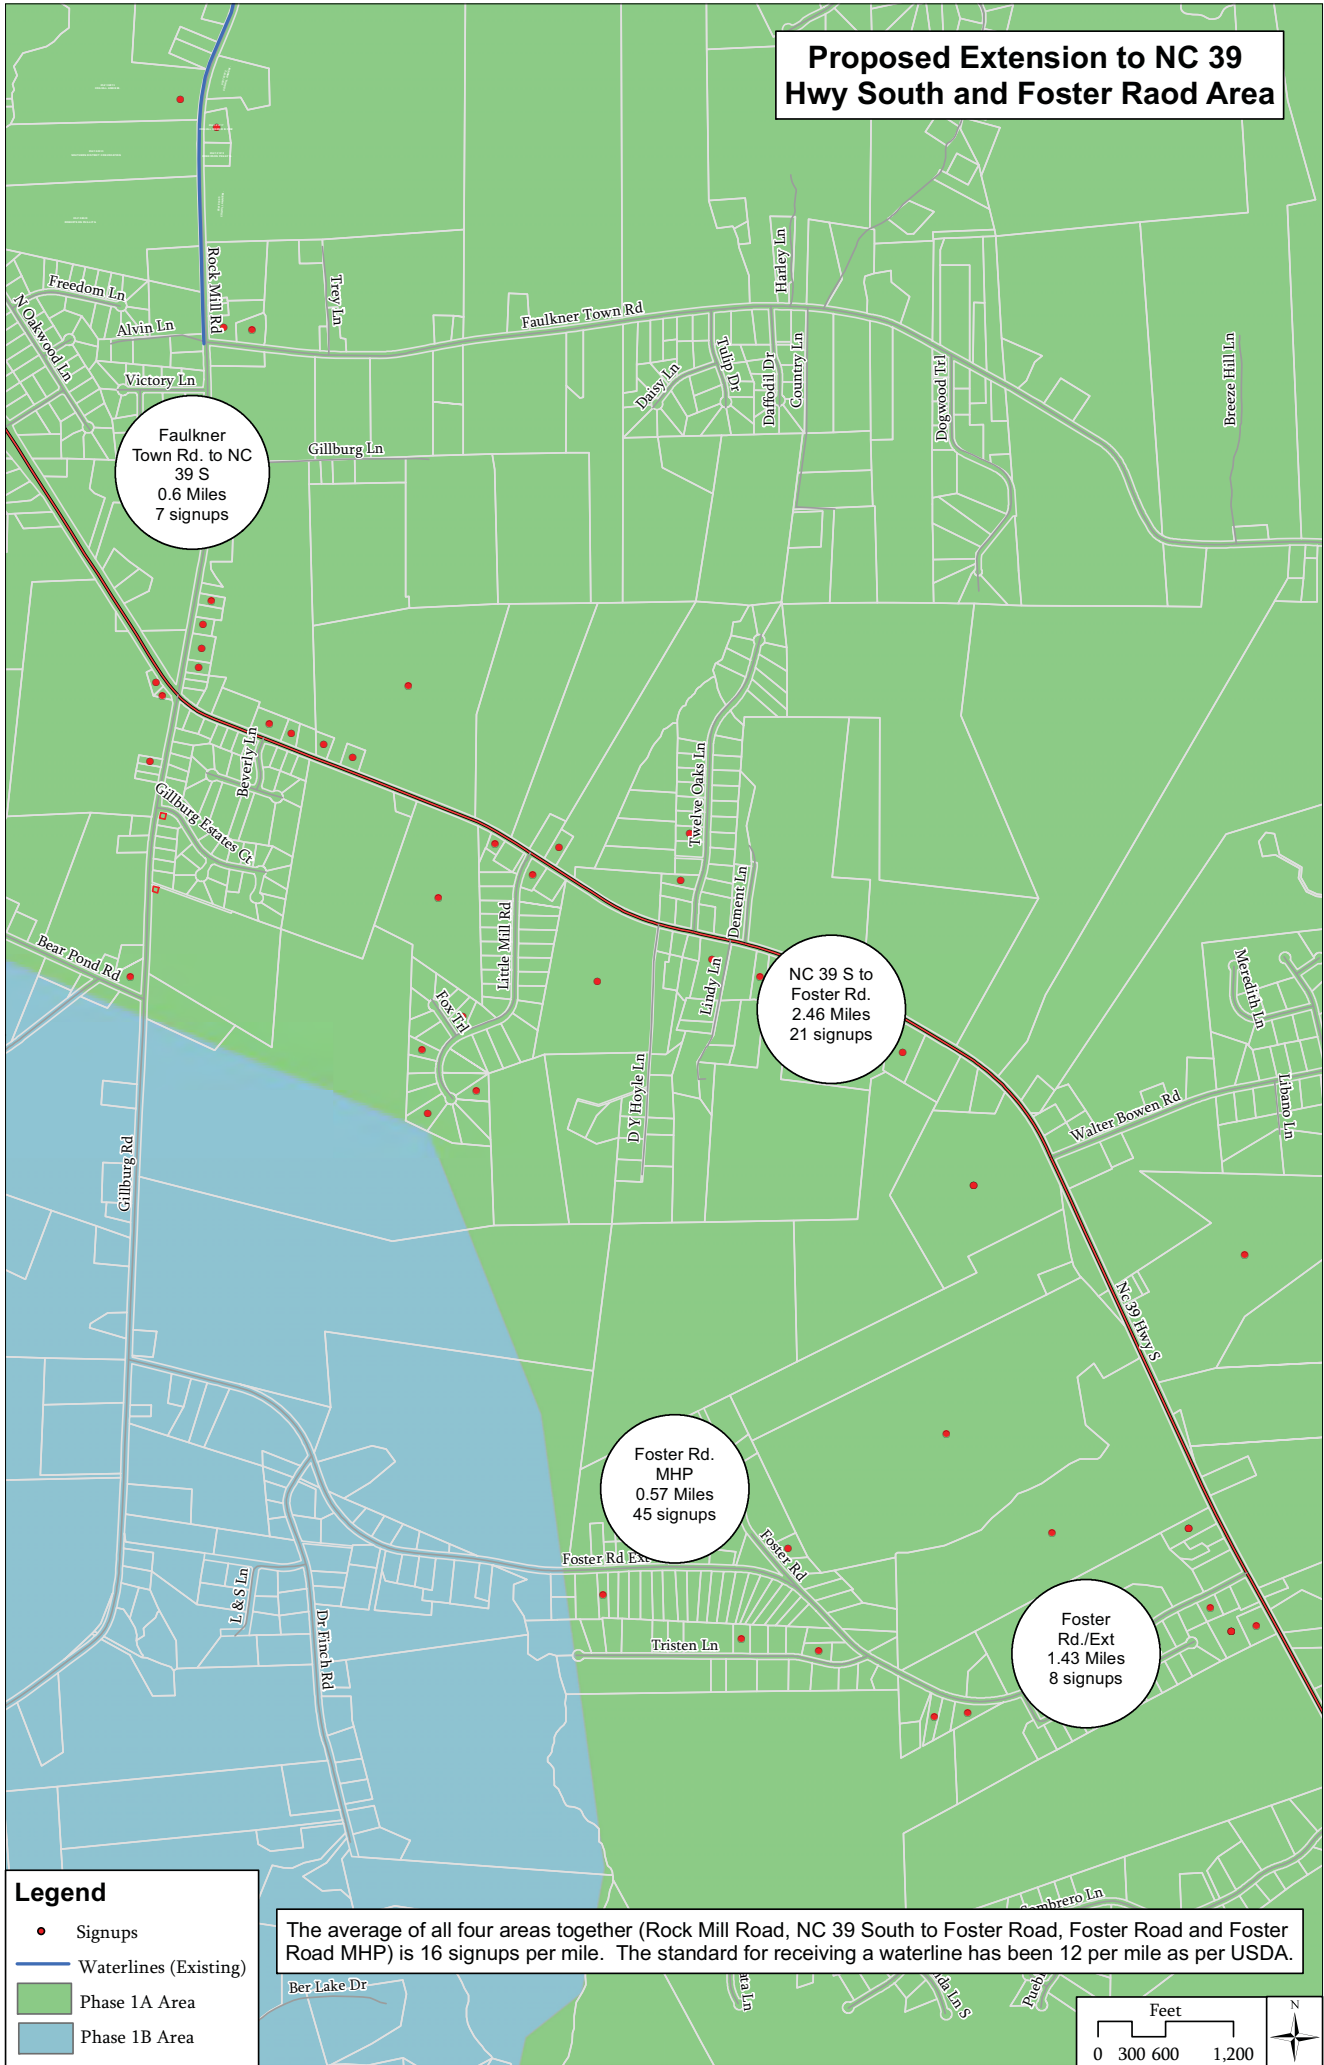 Proposed Extension to NC 39
Hwy South and Foster Raod Area
Rock Mill Rd
Freedom Ln
N Oakwood Ln
Alvin Ln
Victory Ln
Trey Ln
Faulkner Town Rd
Harley Ln
Daisy Ln
Tulip Dr
Daffodil Dr
Country Ln
Dogwood Trl
Breeze Hill Ln
Faulkner
Town Rd. to NC
39 S
0.6 Miles
7 signups
Gillburg Ln
Beverly Ln
Gillburg Estates Ct
Twelve Oaks Ln
Dement Ln
Little Mill Rd
Bear Pond Rd
Fox Trl
Lindy Ln
NC 39 S to
Foster Rd.
2.46 Miles
21 signups
Meredith Ln
D Y Hoyle Ln
Walter Bowen Rd
Libano Ln
Gillburg Rd
Nc 39 Hwy S
Foster Rd.
MHP
0.57 Miles
45 signups
Foster Rd Ext
Foster Rd
L & S Ln
Dr Finch Rd
Tristen Ln
Foster
Rd./Ext
1.43 Miles
8 signups
Sombrero Ln
Legend
Signups
Waterlines (Existing)
Phase 1A Area
Phase 1B Area
The average of all four areas together (Rock Mill Road, NC 39 South to Foster Road, Foster Road and Foster
Road MHP) is 16 signups per mile. The standard for receiving a waterline has been 12 per mile as per USDA.
Ber Lake Dr
ata Ln
da Ln S
Puebl
Feet
0 300 600 1,200
N